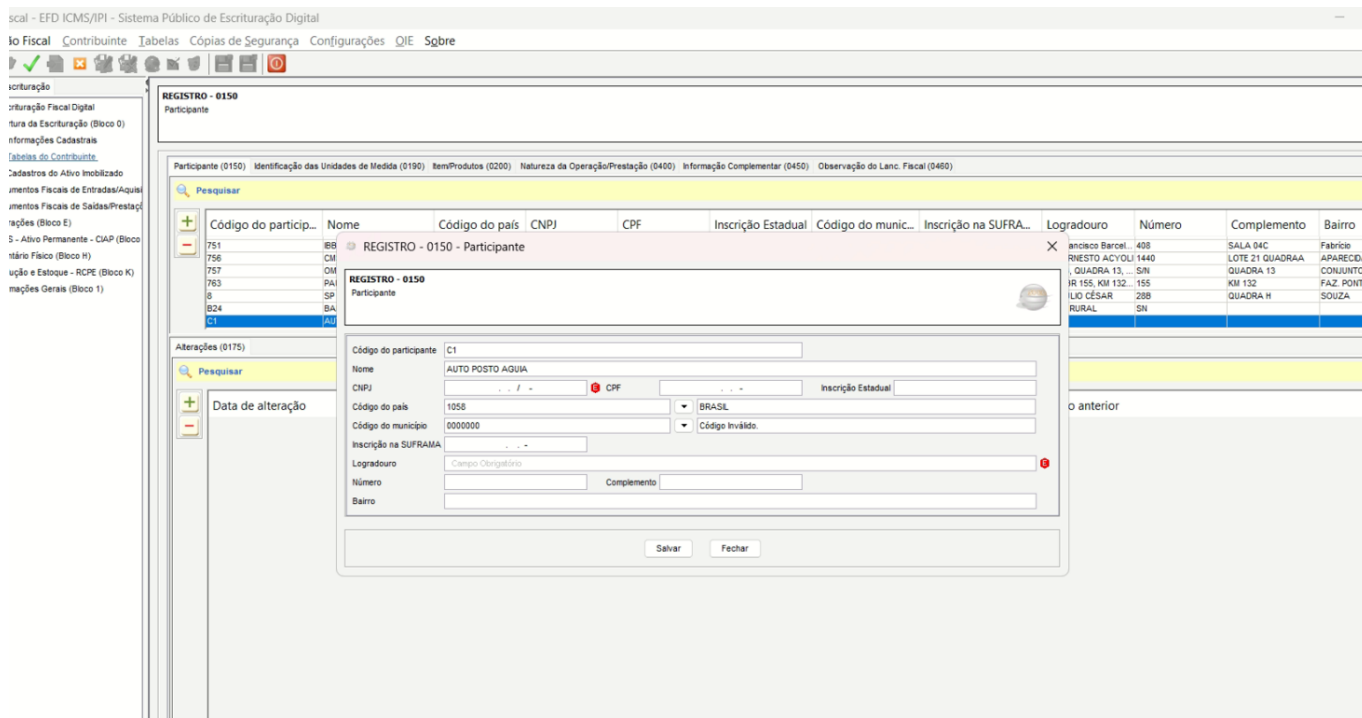 scal - EFD ICMS/IPI - Sistema Público de Escrituração Digital
ão Fiscal Contribuinte Tabelas Cópias de Segurança Configurações QIE Sobre
scrituração
REGISTRO - 0150
Participante
crituração Fiscal Digital
rtura da Escrituração (Bloco 0)
nformações Cadastrais
Tabelas do Contribuinte
Cadastros do Ativo Imobilizado
umentos Fiscais de Entradas/Aquisi
umentos Fiscais de Saídas/Prestaçõ
rações (Bloco E)
S - Ativo Permanente - CIAP (Bloco
ntário Físico (Bloco H)
ução e Estoque - RCPE (Bloco K)
mações Gerais (Bloco 1)
Participante (0150) Identificação das Unidades de Medida (0190) Item/Produtos (0200) Natureza da Operação/Prestação (0400) Informação Complementar (0450) Observação do Lanc. Fiscal (0460)
Pesquisar
Código do particip... Nome Código do país CNPJ CPF Inscrição Estadual Código do munic... Inscrição na SUFRA... Logradouro Número Complemento Bairro
751 IBB ancisco Barcel... 408 SALA 04C Fabrício
756 CM RNESTO ACYOLI 1440 LOTE 21 QUADRAA APARECID
757 OM , QUADRA 13, ... S/N QUADRA 13 CONJUNTO
763 PA BR 155, KM 132... 155 KM 132 FAZ. PONT
8 SP LIO CÉSAR 28B QUADRA H SOUZA
B24 BA RURAL SN
C1 AU
REGISTRO - 0150 - Participante
REGISTRO - 0150
Participante
Código do participante C1
Nome AUTO POSTO AGUIA
CNPJ . . / - E CPF . . - Inscrição Estadual
Código do país 1058 BRASIL
Código do município 0000000 Código Inválido.
Inscrição na SUFRAMA . . -
Logradouro Campo Obrigatório E
Número Complemento
Bairro
Salvar Fechar
Alterações (0175)
Pesquisar
Data de alteração o anterior